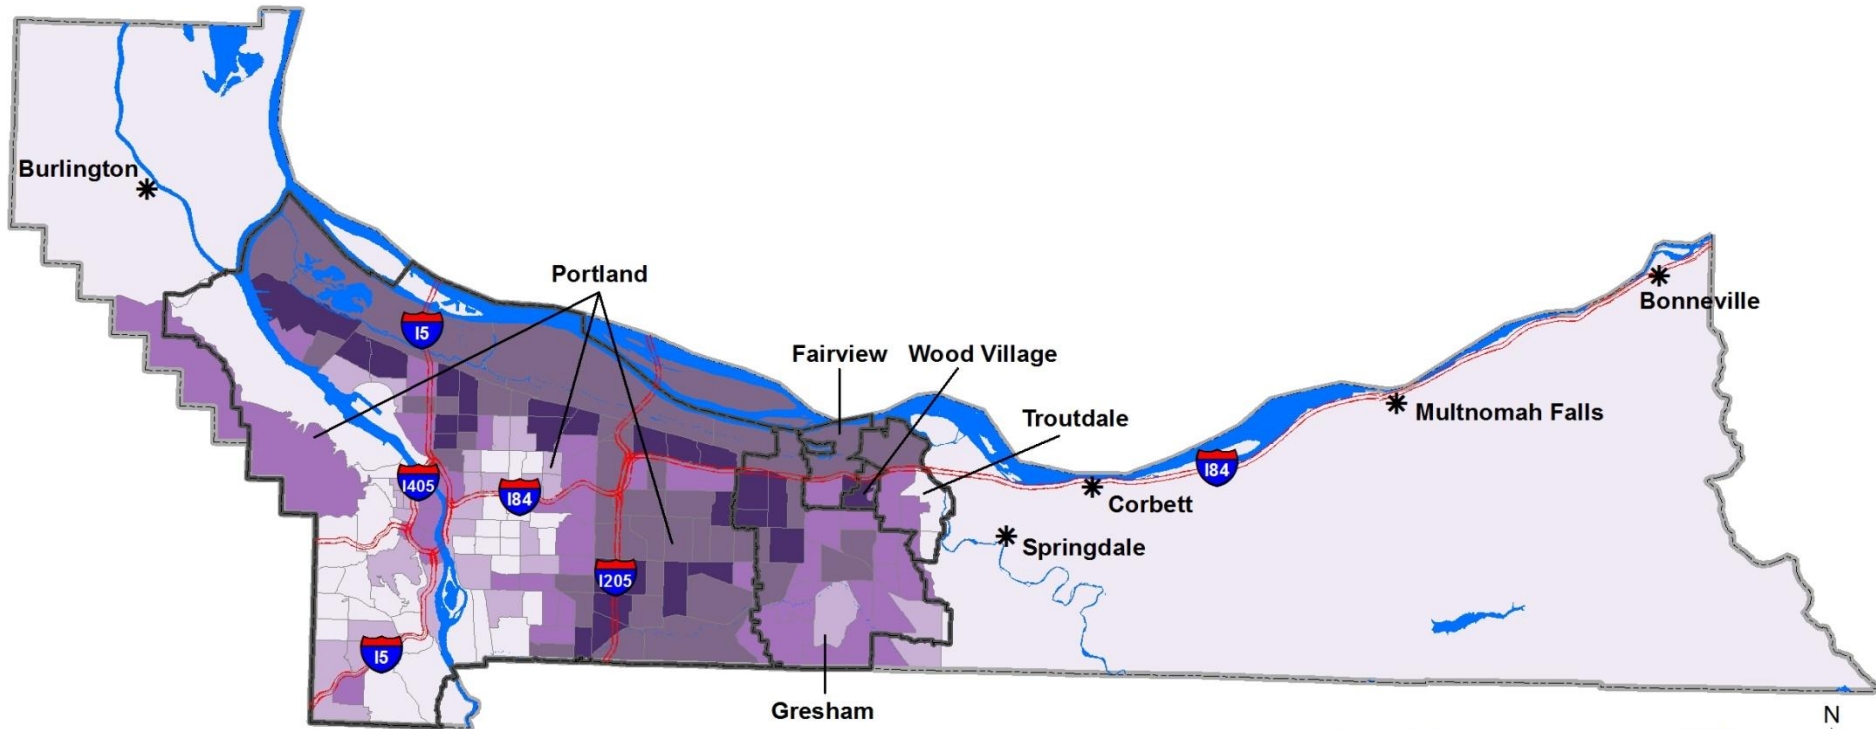 Burlington
Portland
I5
Fairview
Wood Village
Troutdale
Bonneville
Multnomah Falls
I405
I84
I84
Corbett
Springdale
I205
I5
Gresham
N